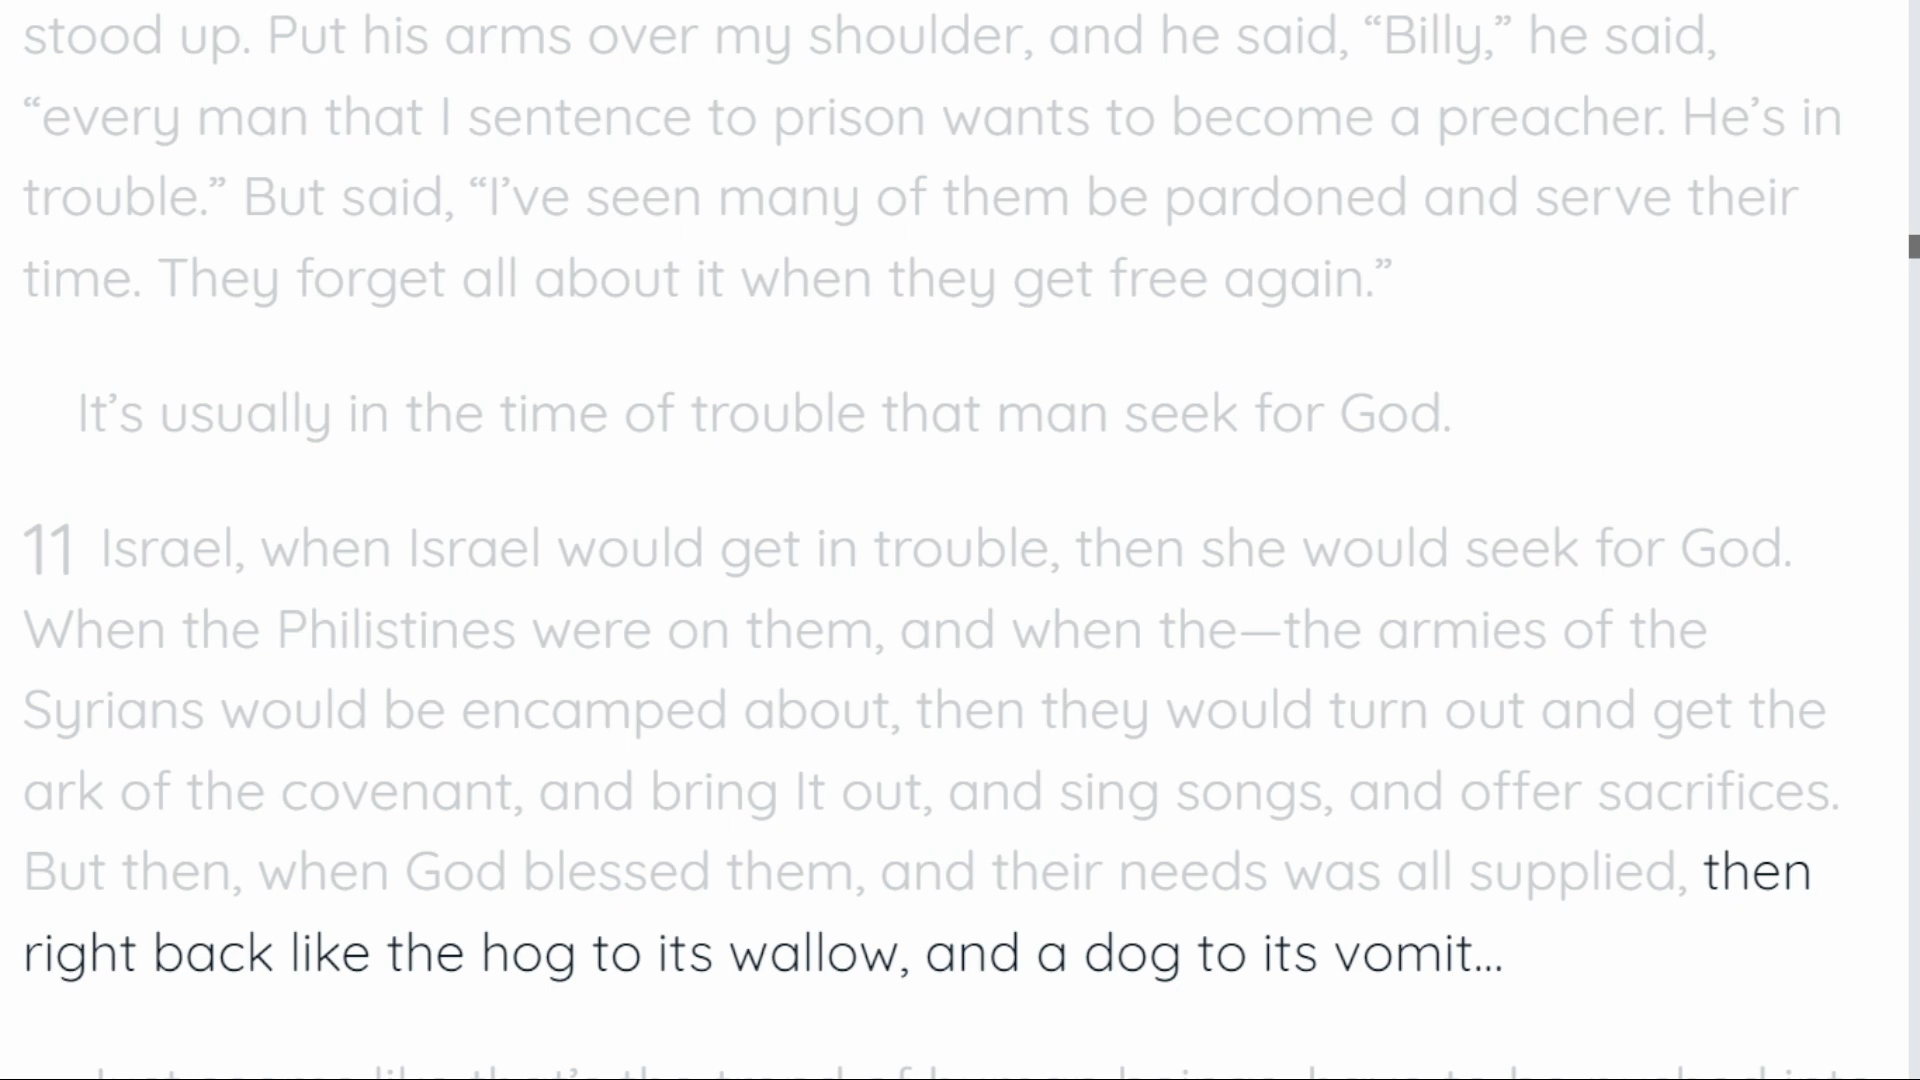 stood up. Put his arms over my shoulder, and he said, “Billy,” he said,
“every man that I sentence to prison wants to become a preacher. He’s in
trouble.” But said, “I’ve seen many of them be pardoned and serve their
time. They forget all about it when they get free again.”
It’s usually in the time of trouble that man seek for God.
11 Israel, when Israel would get in trouble, then she would seek for God.
When the Philistines were on them, and when the—the armies of the
Syrians would be encamped about, then they would turn out and get the
ark of the covenant, and bring It out, and sing songs, and offer sacrifices.
But then, when God blessed them, and their needs was all supplied, then
right back like the hog to its wallow, and a dog to its vomit...